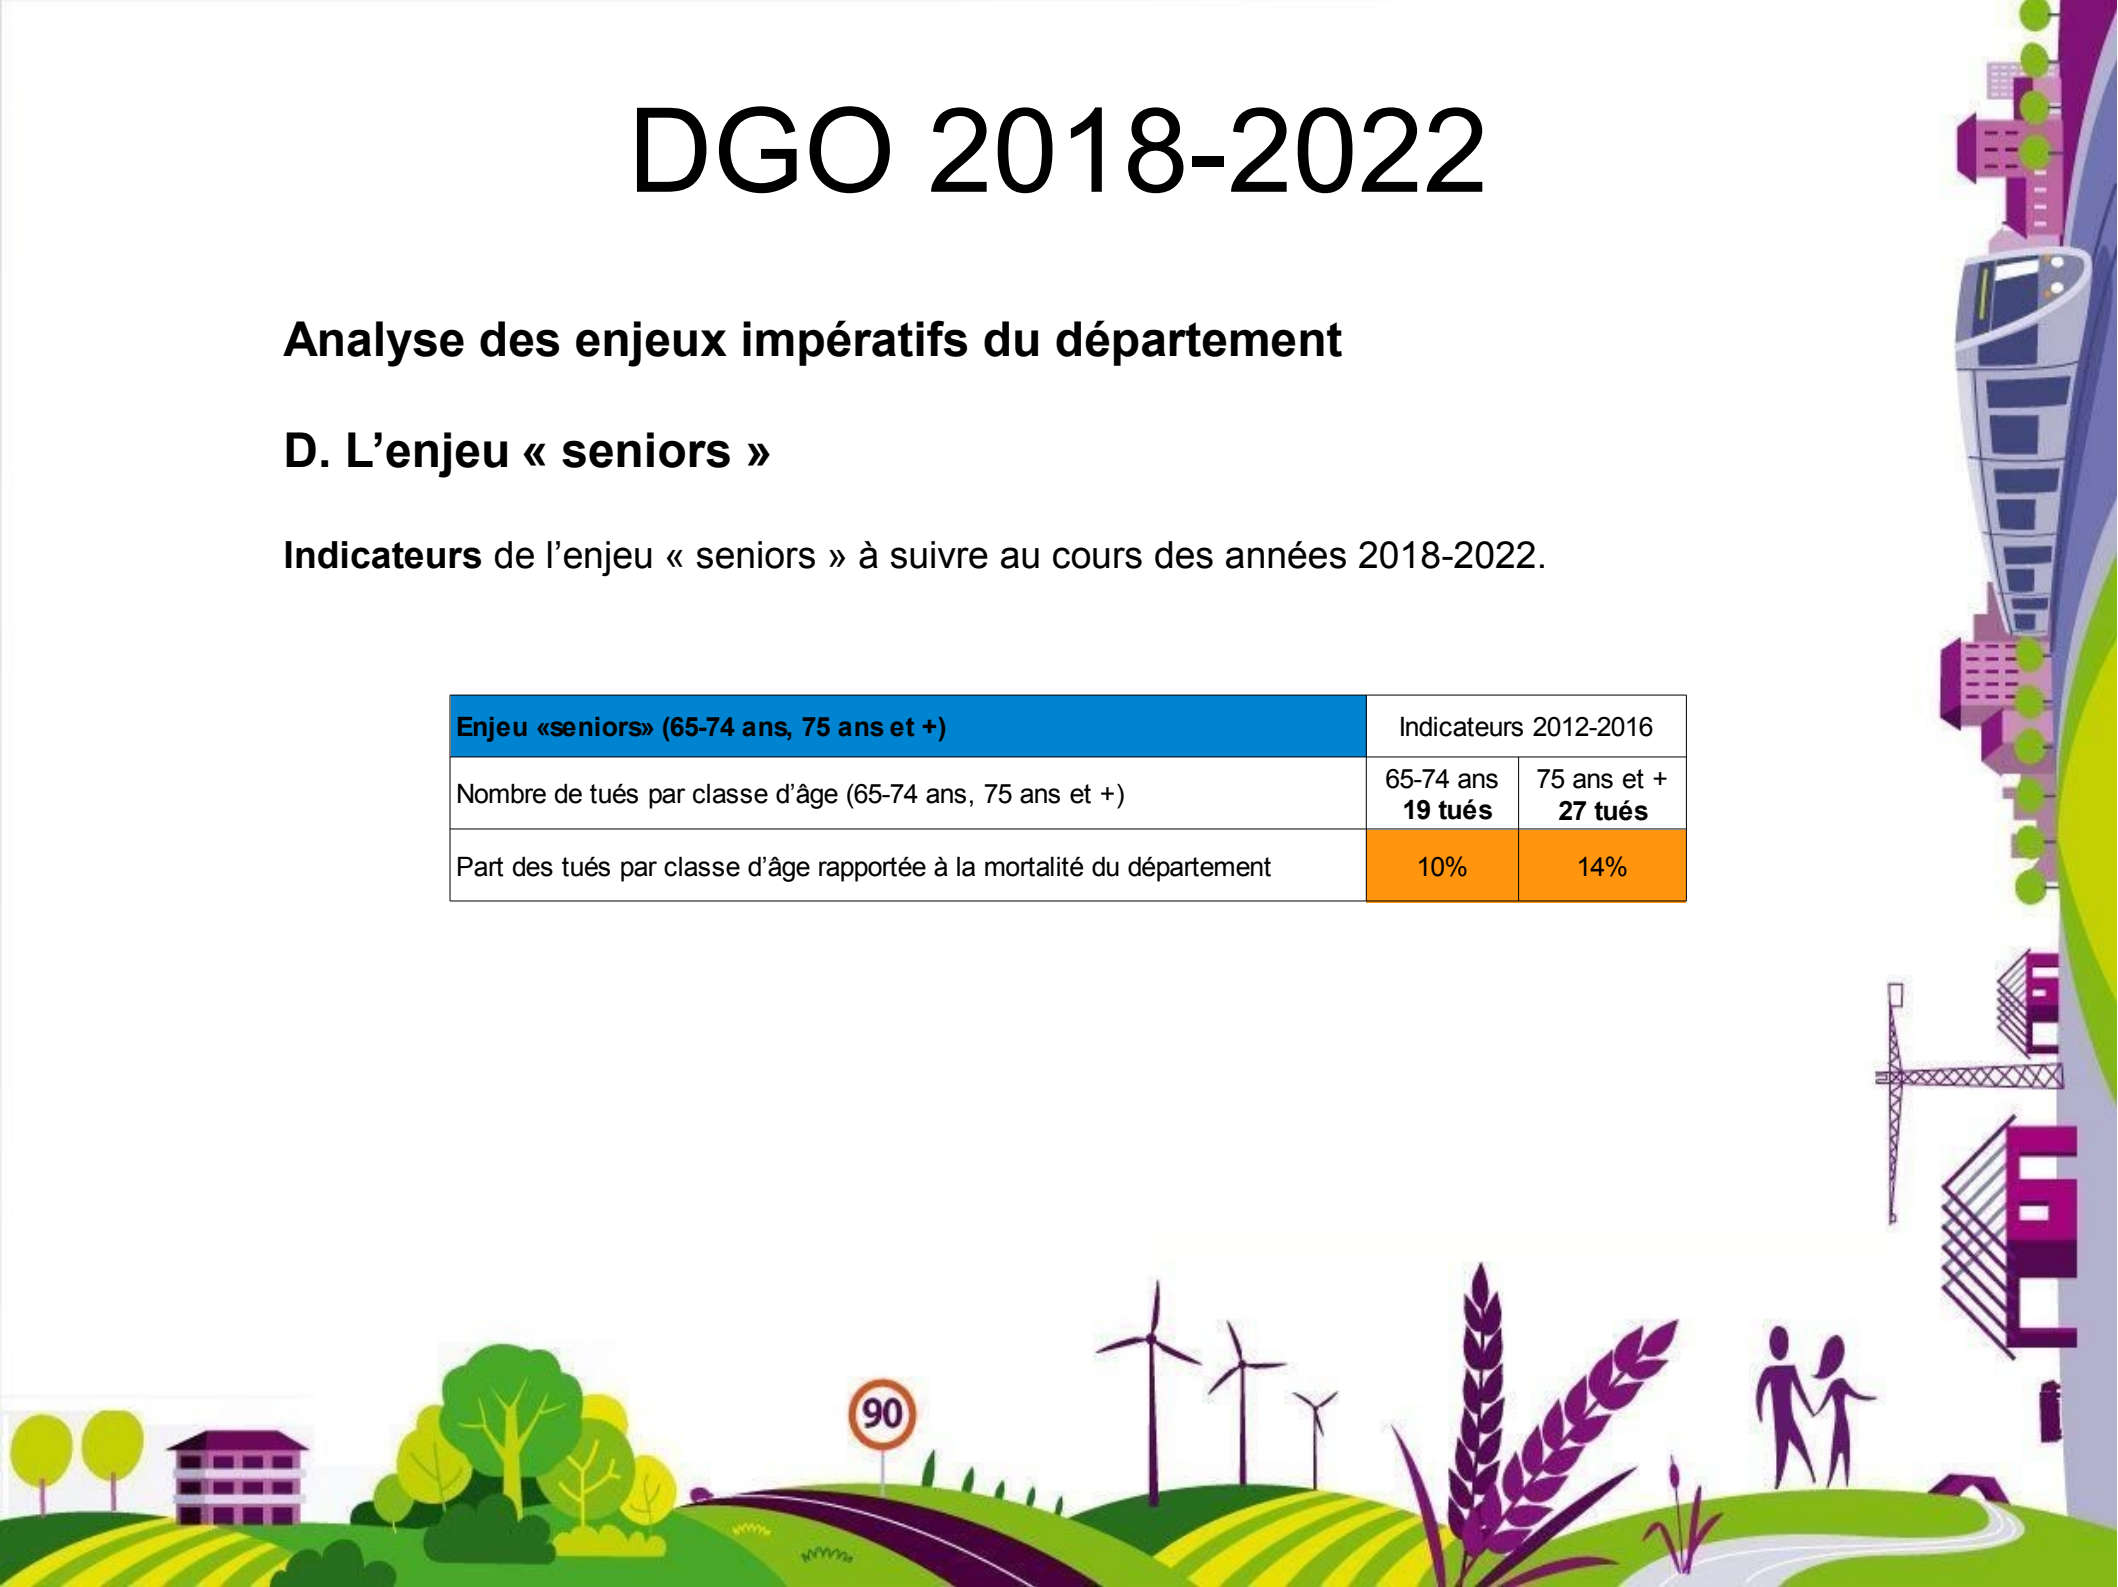 DGO 2018-2022
Analyse des enjeux impératifs du département
D. L’enjeu « seniors »
Indicateurs de l’enjeu « seniors » à suivre au cours des années 2018-2022.
Enjeu «seniors» (65-74 ans, 75 ans et +)
Indicateurs 2012-2016
Nombre de tués par classe d’âge (65-74 ans, 75 ans et +)
65-74 ans
19 tués
75 ans et +
27 tués
Part des tués par classe d’âge rapportée à la mortalité du département
10%
14%
90